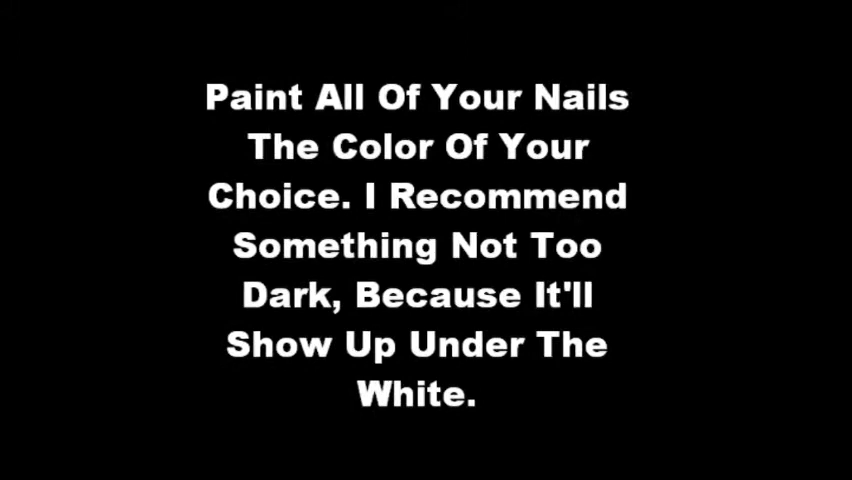 Paint All Of Your Nails
The Color Of Your
Choice. I Recommend
Something Not Too
Dark, Because It'll
Show Up Under The
White.